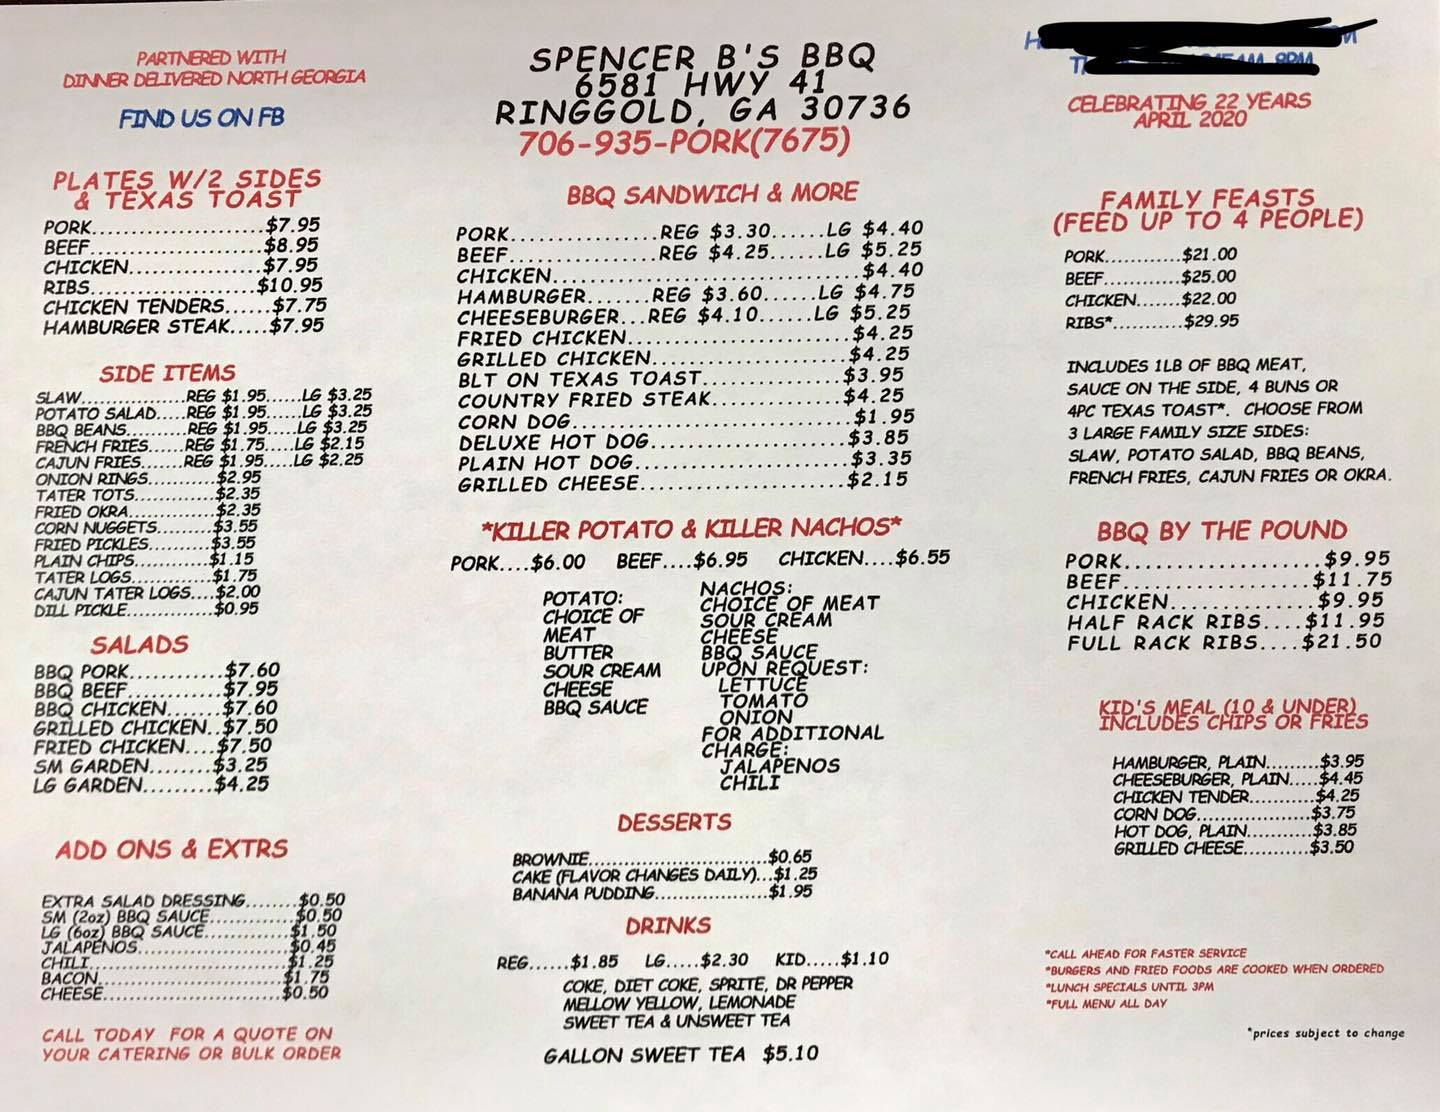 PARTNERED WITH
DINNER DELIVERED NORTH GEORGIA
FIND US ON FB
PLATES W/2 SIDES
& TEXAS TOAST
PORK......................$7.95
BEEF......................$8.95
CHICKEN.................$7.95
RIBS.....................$10.95
CHICKEN TENDERS......$7.75
HAMBURGER STEAK.....$7.95
SIDE ITEMS
SLAW.................REG $1.95......LG $3.25
POTATO SALAD.....REG $1.95......LG $3.25
BBQ BEANS..........REG $1.95.....LG $3.25
FRENCH FRIES......REG $1.75.....LG $2.15
CAJUN FRIES.......REG $1.95.....LG $2.25
ONION RINGS............$2.95
TATER TOTS.............$2.35
FRIED OKRA..............$2.35
CORN NUGGETS.........$3.55
FRIED PICKLES..........$3.55
PLAIN CHIPS............$1.15
TATER LOGS.............$1.75
CAJUN TATER LOGS....$2.00
DILL PICKLE..............$0.95
SALADS
BBQ PORK............$7.60
BBQ BEEF............$7.95
BBQ CHICKEN.......$7.60
GRILLED CHICKEN..$7.50
FRIED CHICKEN....$7.50
SM GARDEN........$3.25
LG GARDEN.........$4.25
ADD ONS & EXTRS
EXTRA SALAD DRESSING........$0.50
SM (2oz) BBQ SAUCE............$0.50
LG (6oz) BBQ SAUCE.............$1.50
JALAPENOS......................$0.45
CHILI.............................$1.25
BACON...........................$1.75
CHEESE..........................$0.50
CALL TODAY FOR A QUOTE ON
YOUR CATERING OR BULK ORDER
SPENCER B'S BBQ
6581 HWY 41
RINGGOLD, GA 30736
706-935-PORK(7675)
BBQ SANDWICH & MORE
PORK................REG $3.30......LG $4.40
BEEF................REG $4.25......LG $5.25
CHICKEN.................................$4.40
HAMBURGER.......REG $3.60......LG $4.75
CHEESEBURGER...REG $4.10......LG $5.25
FRIED CHICKEN........................$4.25
GRILLED CHICKEN.....................$4.25
BLT ON TEXAS TOAST...............$3.95
COUNTRY FRIED STEAK..............$4.25
CORN DOG..............................$1.95
DELUXE HOT DOG.....................$3.85
PLAIN HOT DOG.......................$3.35
GRILLED CHEESE......................$2.15
*KILLER POTATO & KILLER NACHOS*
PORK....$6.00 BEEF....$6.95 CHICKEN....$6.55
POTATO:
CHOICE OF
MEAT
BUTTER
SOUR CREAM
CHEESE
BBQ SAUCE
NACHOS:
CHOICE OF MEAT
SOUR CREAM
CHEESE
BBQ SAUCE
UPON REQUEST:
LETTUCE
TOMATO
ONION
FOR ADDITIONAL
CHARGE:
JALAPENOS
CHILI
DESSERTS
BROWNIE............................$0.65
CAKE (FLAVOR CHANGES DAILY)...$1.25
BANANA PUDDING..................$1.95
DRINKS
REG......$1.85 LG.....$2.30 KID.....$1.10
COKE, DIET COKE, SPRITE, DR PEPPER
MELLOW YELLOW, LEMONADE
SWEET TEA & UNSWEET TEA
GALLON SWEET TEA $5.10
CELEBRATING 22 YEARS
APRIL 2020
FAMILY FEASTS
(FEED UP TO 4 PEOPLE)
PORK............$21.00
BEEF............$25.00
CHICKEN.......$22.00
RIBS*...........$29.95
INCLUDES 1LB OF BBQ MEAT,
SAUCE ON THE SIDE, 4 BUNS OR
4PC TEXAS TOAST*. CHOOSE FROM
3 LARGE FAMILY SIZE SIDES:
SLAW, POTATO SALAD, BBQ BEANS,
FRENCH FRIES, CAJUN FRIES OR OKRA.
BBQ BY THE POUND
PORK....................$9.95
BEEF...................$11.75
CHICKEN...............$9.95
HALF RACK RIBS....$11.95
FULL RACK RIBS....$21.50
KID'S MEAL (10 & UNDER)
INCLUDES CHIPS OR FRIES
HAMBURGER, PLAIN.........$3.95
CHEESEBURGER, PLAIN.....$4.45
CHICKEN TENDER...........$4.25
CORN DOG...................$3.75
HOT DOG, PLAIN...........$3.85
GRILLED CHEESE...........$3.50
*CALL AHEAD FOR FASTER SERVICE
*BURGERS AND FRIED FOODS ARE COOKED WHEN ORDERED
*LUNCH SPECIALS UNTIL 3PM
*FULL MENU ALL DAY
*prices subject to change